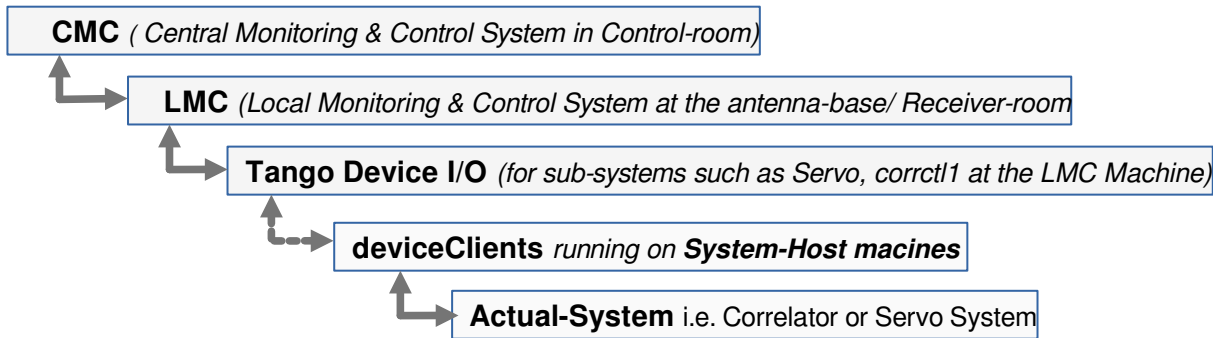 CMC ( Central Monitoring & Control System in Control-room)
LMC (Local Monitoring & Control System at the antenna-base/ Receiver-room
Tango Device I/O (for sub-systems such as Servo, corrctl1 at the LMC Machine)
deviceClients running on System-Host macines
Actual-System i.e. Correlator or Servo System